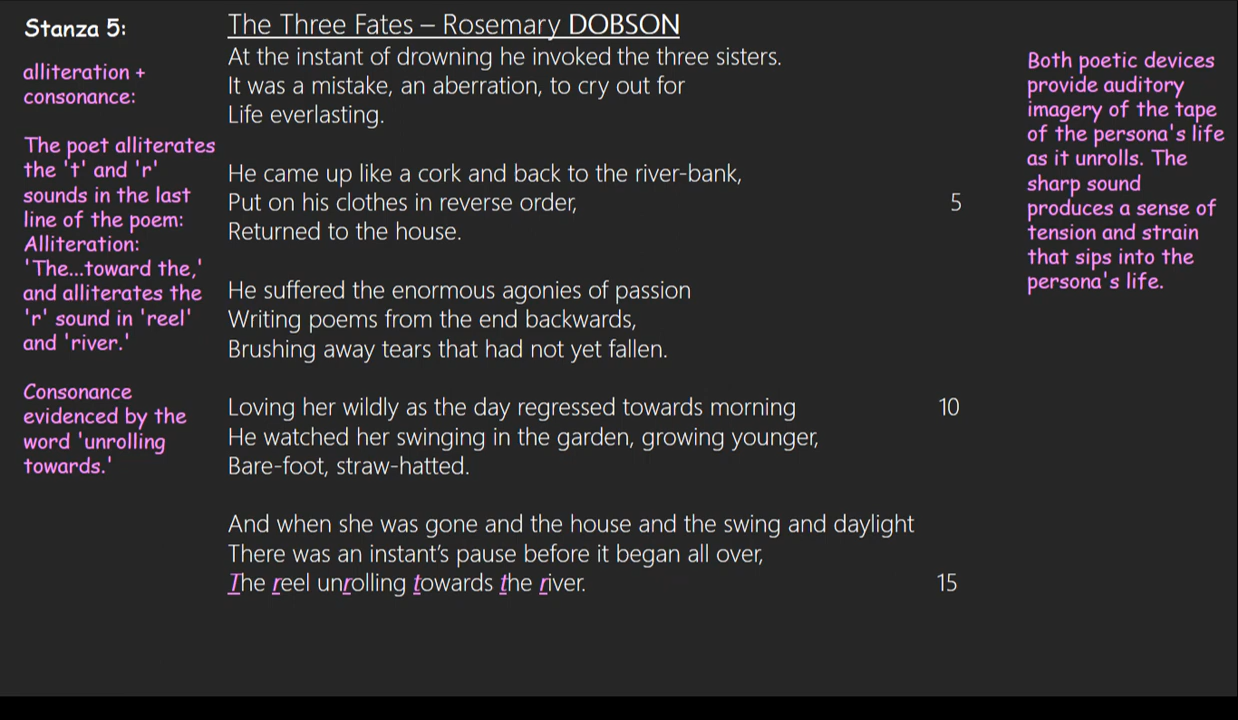 Stanza 5:
alliteration +
consonance:
The poet alliterates
the 't' and 'r'
sounds in the last
line of the poem:
Alliteration:
'The...toward the,'
and alliterates the
'r' sound in 'reel'
and 'river.'
Consonance
evidenced by the
word 'unrolling
towards.'
The Three Fates – Rosemary DOBSON
At the instant of drowning he invoked the three sisters.
It was a mistake, an aberration, to cry out for
Life everlasting.
He came up like a cork and back to the river-bank,
Put on his clothes in reverse order, 5
Returned to the house.
He suffered the enormous agonies of passion
Writing poems from the end backwards,
Brushing away tears that had not yet fallen.
Loving her wildly as the day regressed towards morning 10
He watched her swinging in the garden, growing younger,
Bare-foot, straw-hatted.
And when she was gone and the house and the swing and daylight
There was an instant's pause before it began all over,
The reel unrolling towards the river. 15
Both poetic devices
provide auditory
imagery of the tape
of the persona's life
as it unrolls. The
sharp sound
produces a sense of
tension and strain
that sips into the
persona's life.